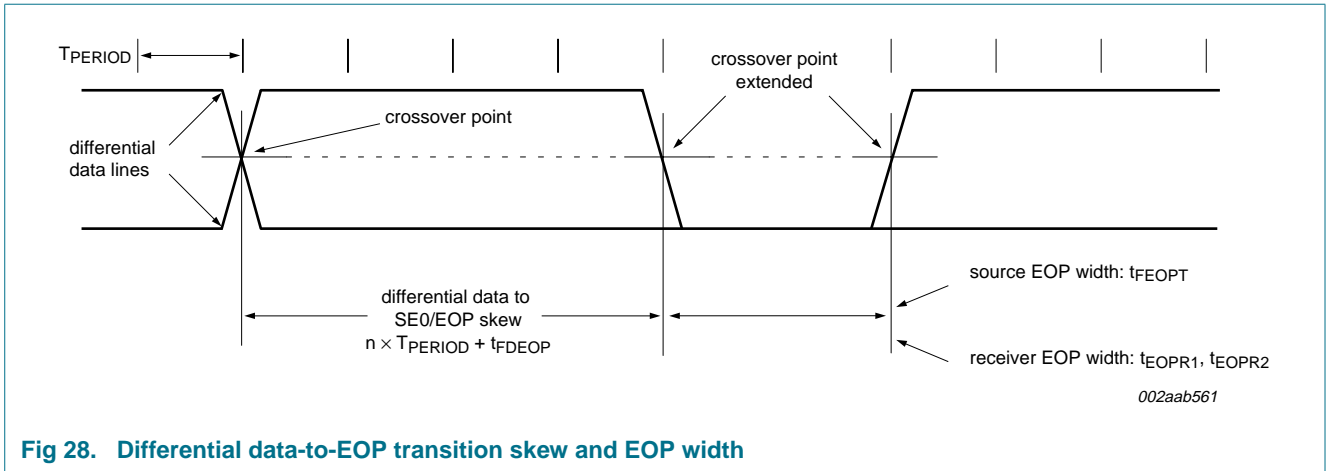 TPERIOD
crossover point
extended
crossover point
differential
data lines
source EOP width: tFEOPT
differential data to
SE0/EOP skew
n × TPERIOD + tFDEOP
receiver EOP width: tEOPR1, tEOPR2
002aab561
Fig 28. Differential data-to-EOP transition skew and EOP width